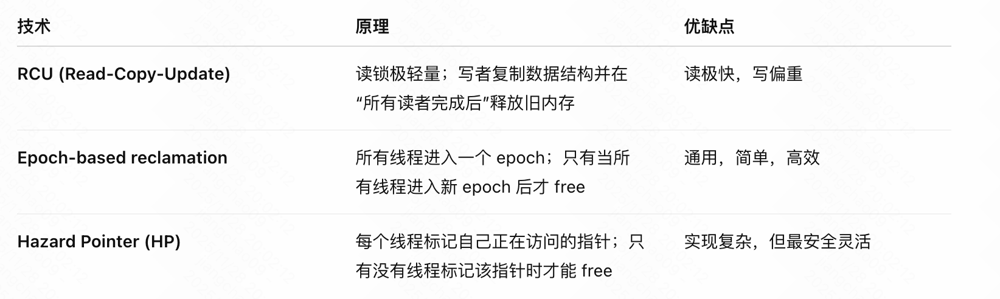 技术 原理 优缺点
RCU (Read-Copy-Update) 读锁极轻量；写者复制数据结构并在 读极快，写偏重
“所有读者完成后”释放旧内存
Epoch-based reclamation 所有线程进入一个 epoch；只有当所 通用，简单，高效
有线程进入新 epoch 后才 free
Hazard Pointer (HP) 每个线程标记自己正在访问的指针；只 实现复杂，但最安全灵活
有没有线程标记该指针时才能 free